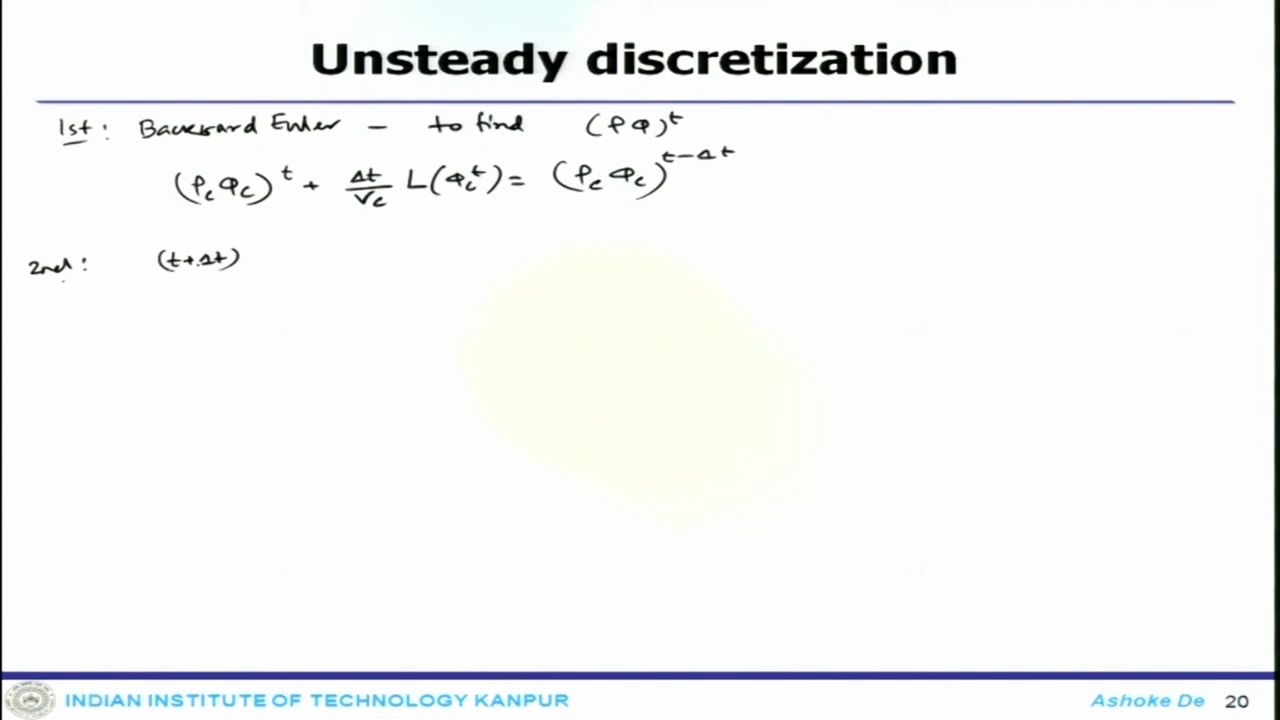 Unsteady discretization
1st : Backward Euler – to find (ρφ)^t
(ρ_c φ_c)^t + Δt/V_c L(φ_c^t) = (ρ_c φ_c)^{t-Δt}
2nd : (t+Δt)
INDIAN INSTITUTE OF TECHNOLOGY KANPUR Ashoke De 20